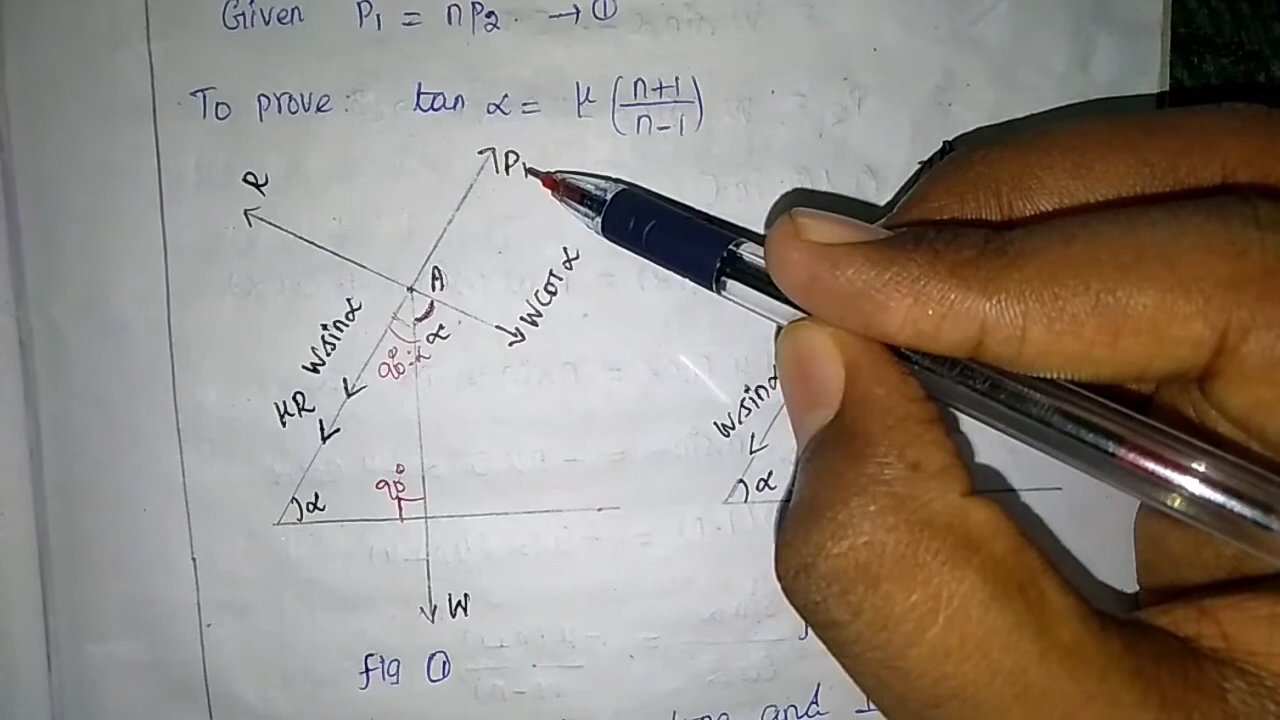 Given P₁ = nP₂. → ①
To prove: tan α = μ (n+1/n-1)
R
P₁
A
W cos α
W sin α
α
90°-α
μR
W sin α
90°
α
α
W
fig ①
and